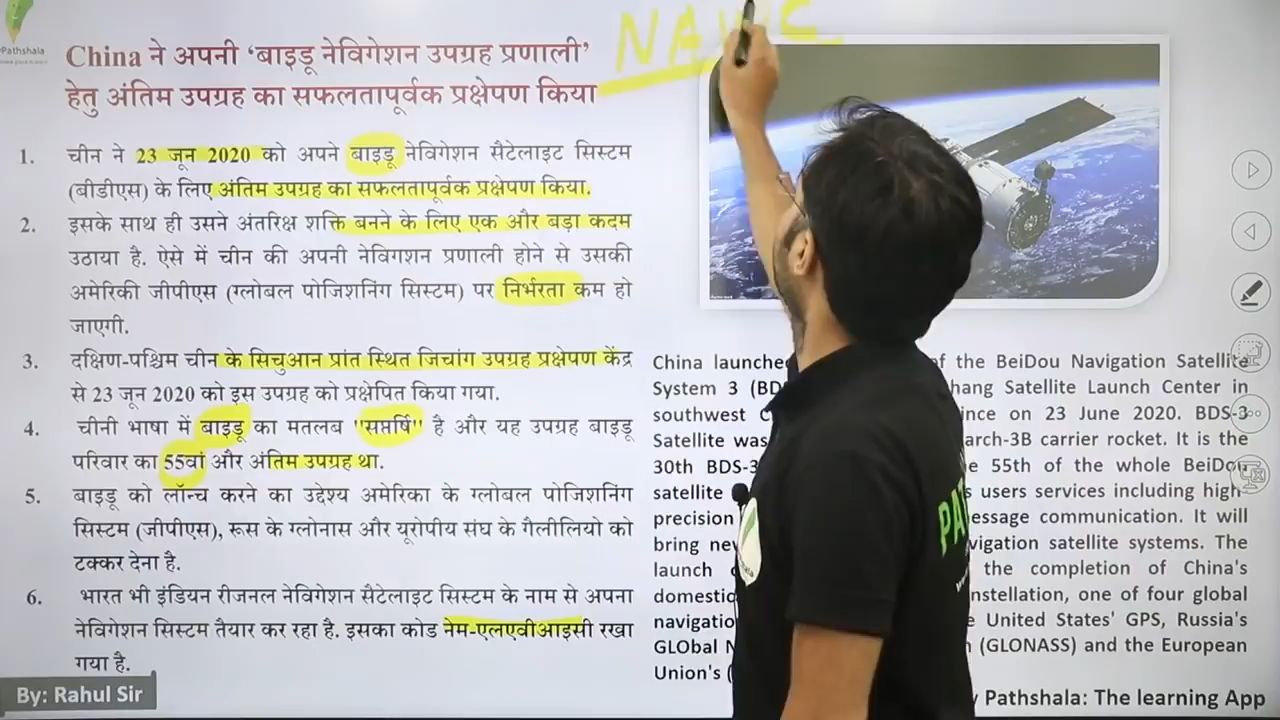 Pathshala
China ने अपनी ‘बाइडू नेविगेशन उपग्रह प्रणाली’
हेतु अंतिम उपग्रह का सफलतापूर्वक प्रक्षेपण किया
1. चीन ने 23 जून 2020 को अपने बाइडू नेविगेशन सैटेलाइट सिस्टम
(बीडीएस) के लिए अंतिम उपग्रह का सफलतापूर्वक प्रक्षेपण किया.
2. इसके साथ ही उसने अंतरिक्ष शक्ति बनने के लिए एक और बड़ा कदम
उठाया है. ऐसे में चीन की अपनी नेविगशन प्रणाली होने से उसकी
अमेरिकी जीपीएस (ग्लोबल पोजिशनिंग सिस्टम) पर निर्भरता कम हो
जाएगी.
3. दक्षिण-पश्चिम चीन के सिचुआन प्रांत स्थित जिचांग उपग्रह प्रक्षेपण केंद्र
से 23 जून 2020 को इस उपग्रह को प्रक्षेपित किया गया.
4. चीनी भाषा में बाइडू का मतलब "सप्तर्षि" है और यह उपग्रह बाइडू
परिवार का 55वां और अंतिम उपग्रह था.
5. बाइडू को लॉन्च करने का उद्देश्य अमेरिका के ग्लोबल पोजिशनिंग
सिस्टम (जीपीएस), रूस के ग्लोनास और यूरोपीय संघ के गैलीलियो को
टक्कर देना है.
6. भारत भी इंडियन रीजनल नेविगेशन सैटेलाइट सिस्टम के नाम से अपना
नेविगेशन सिस्टम तैयार कर रहा है. इसका कोड नेम-एलएवीआइसी रखा
गया है.
China launched f the BeiDou Navigation Satellite
System 3 (BD hang Satellite Launch Center in
southwest C ince on 23 June 2020. BDS-3
Satellite was arch-3B carrier rocket. It is the
30th BDS-3 e 55th of the whole BeiDou
satellite s users services including high-
precision essage communication. It will
bring new vigation satellite systems. The
launch the completion of China's
domestic nstellation, one of four global
navigatio e United States' GPS, Russia's
GLObal N n (GLONASS) and the European
Union's (
By: Rahul Sir
Pathshala: The learning App